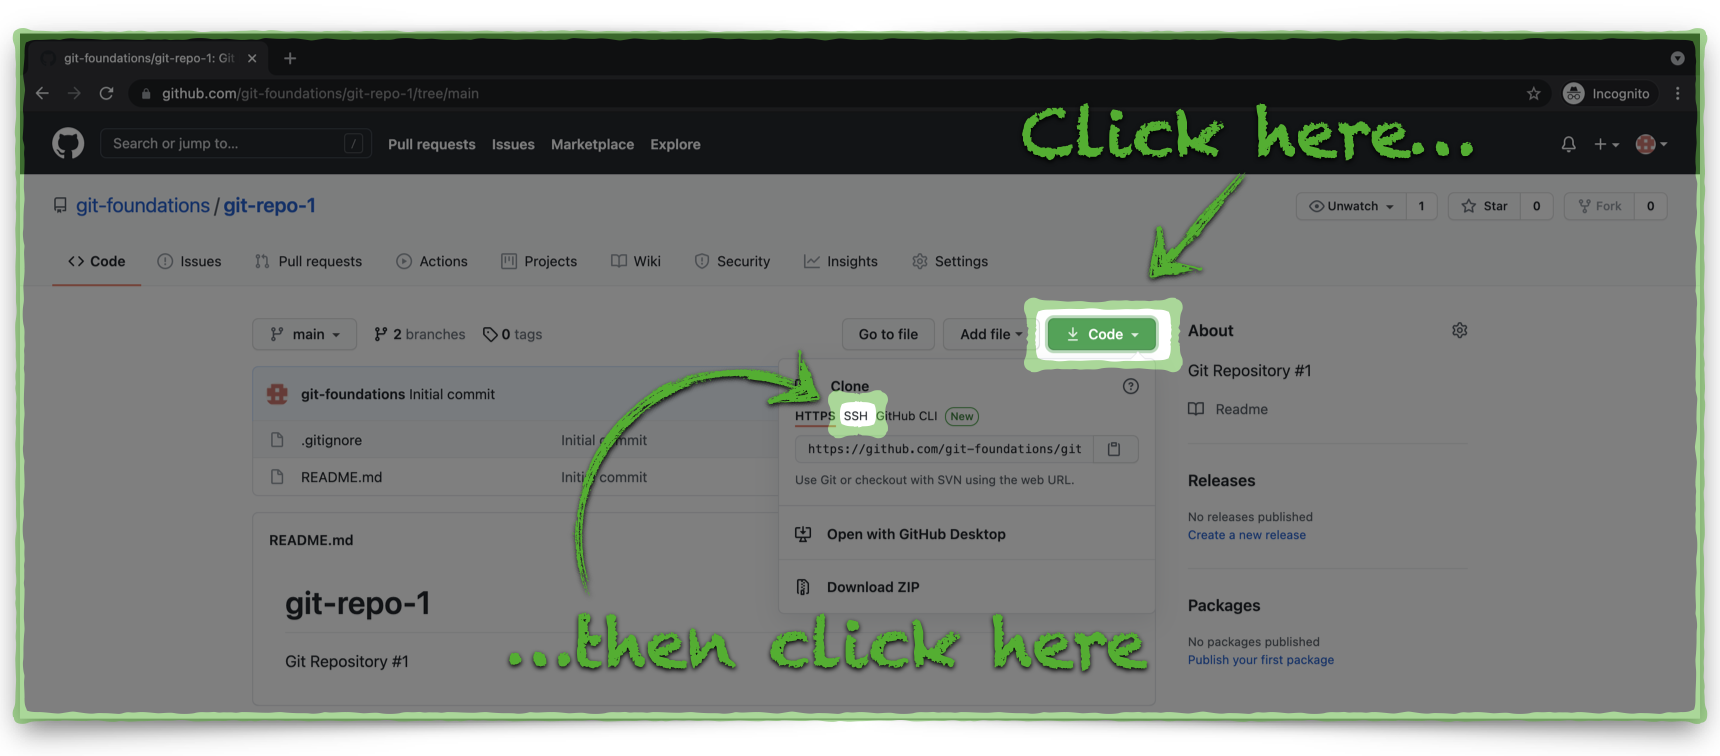 git-foundations/git-repo-1: Git
github.com/git-foundations/git-repo-1/tree/main
Incognito
Click here...
Search or jump to... /
Pull requests Issues Marketplace Explore
git-foundations / git-repo-1
Unwatch 1 Star 0 Fork 0
Code Issues Pull requests Actions Projects Wiki Security Insights Settings
main 2 branches 0 tags
Go to file Add file Code
About
Git Repository #1
Readme
Releases
No releases published
Create a new release
Packages
No packages published
Publish your first package
git-foundations Initial commit
.gitignore Initial commit
README.md Initial commit
Clone
HTTPS SSH GitHub CLI New
https://github.com/git-foundations/git
Use Git or checkout with SVN using the web URL.
Open with GitHub Desktop
Download ZIP
README.md
git-repo-1
Git Repository #1
...then click here